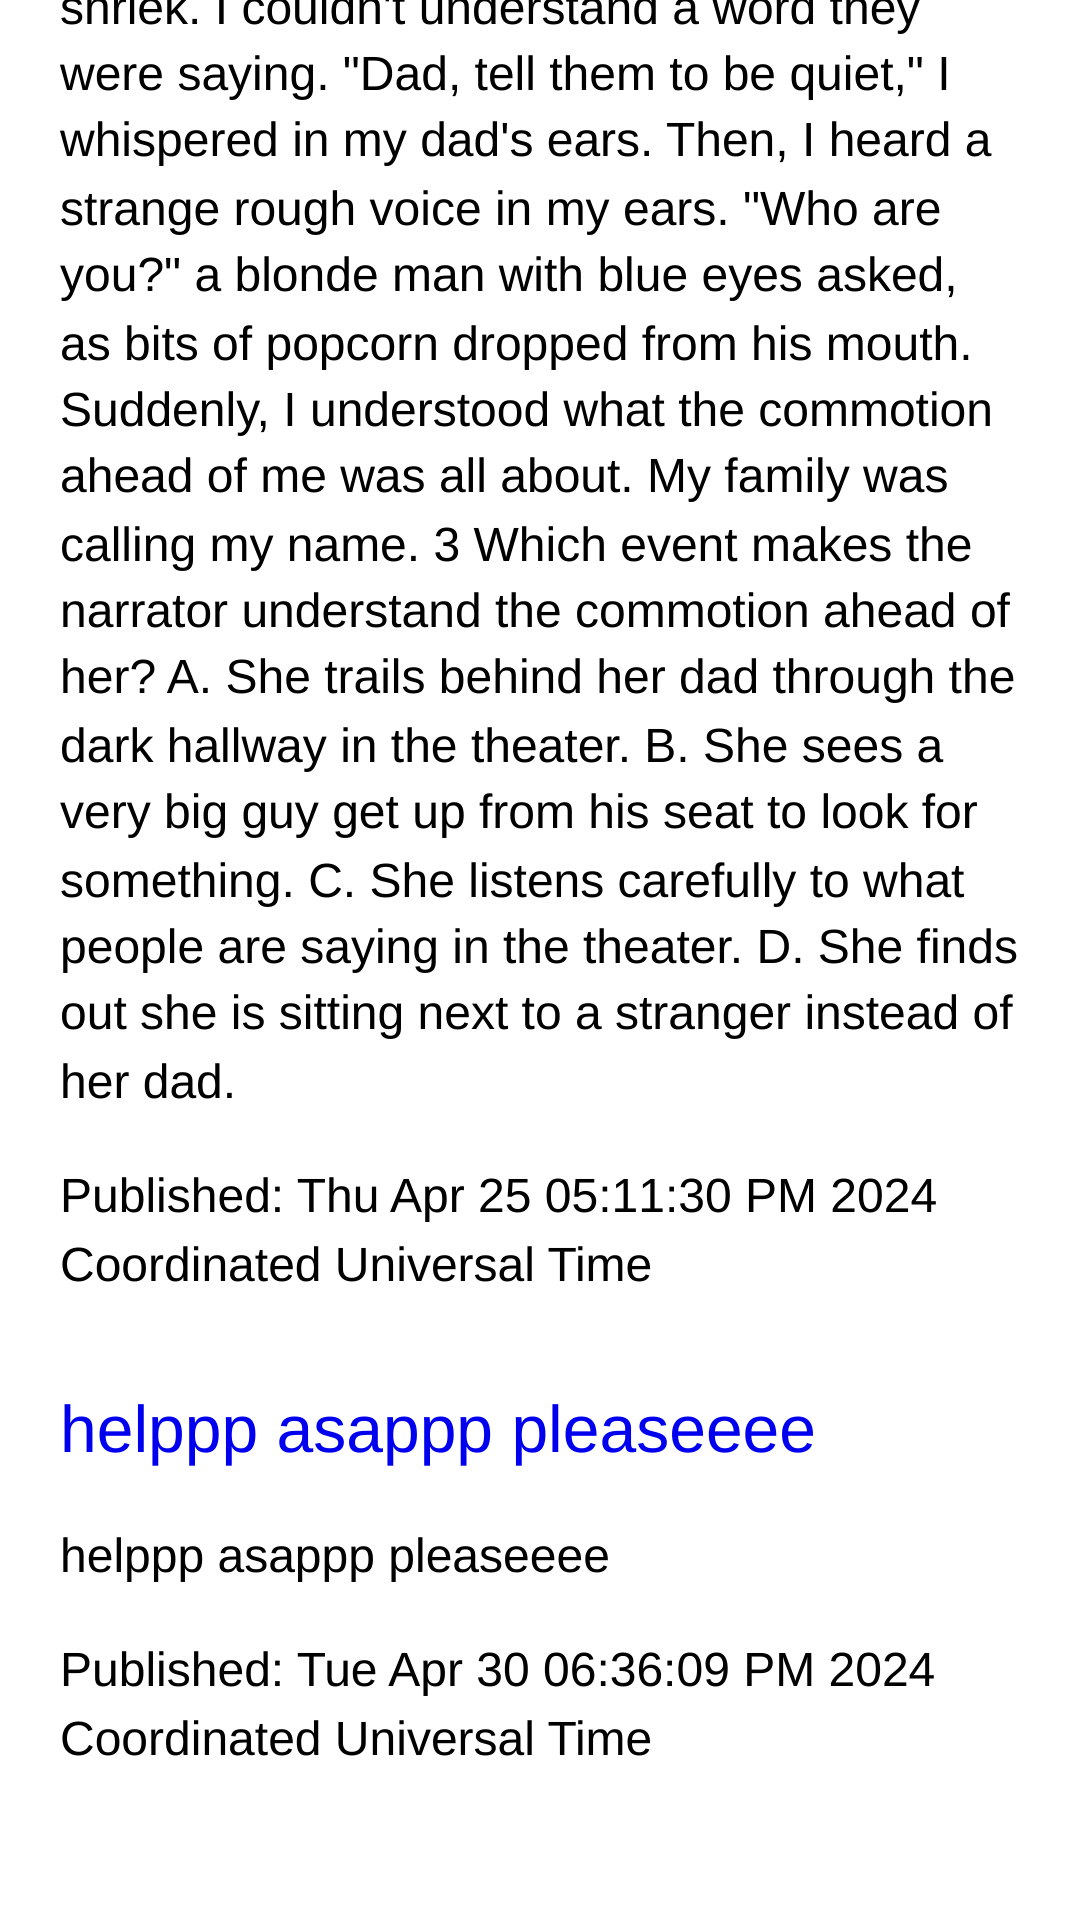 shriek. I couldn't understand a word they
were saying. "Dad, tell them to be quiet," I
whispered in my dad's ears. Then, I heard a
strange rough voice in my ears. "Who are
you?" a blonde man with blue eyes asked,
as bits of popcorn dropped from his mouth.
Suddenly, I understood what the commotion
ahead of me was all about. My family was
calling my name. 3 Which event makes the
narrator understand the commotion ahead of
her? A. She trails behind her dad through the
dark hallway in the theater. B. She sees a
very big guy get up from his seat to look for
something. C. She listens carefully to what
people are saying in the theater. D. She finds
out she is sitting next to a stranger instead of
her dad.
Published: Thu Apr 25 05:11:30 PM 2024
Coordinated Universal Time
helppp asappp pleaseeee
helppp asappp pleaseeee
Published: Tue Apr 30 06:36:09 PM 2024
Coordinated Universal Time